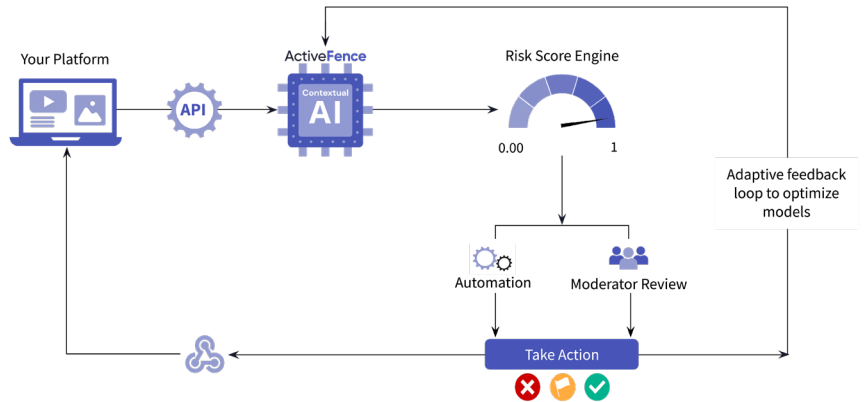 Your Platform
API
ActiveFence
Contextual
AI
Risk Score Engine
0.00
1
Adaptive feedback
loop to optimize
models
Automation
Moderator Review
Take Action